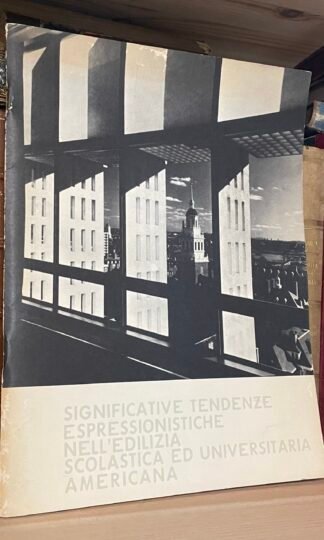 SIGNIFICATIVE TENDENZE
ESPRESSIONISTICHE
NELL'EDILIZIA
SCOLASTICA ED UNIVERSITARIA
AMERICANA